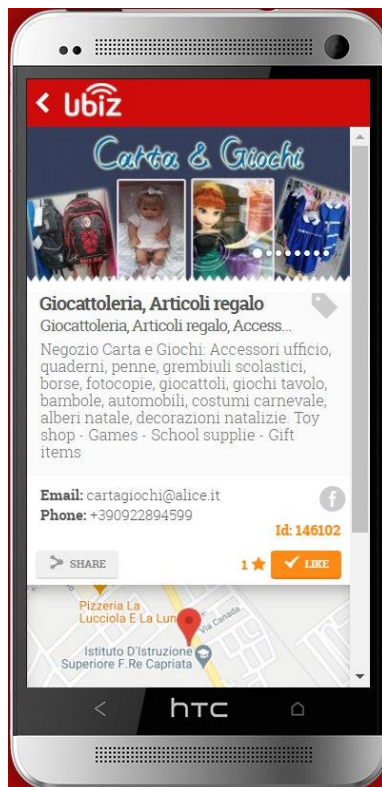 ubiz
Carta & Giochi
Giocattoleria, Articoli regalo
Giocattoleria, Articoli regalo, Access...
Negozio Carta e Giochi: Accessori ufficio,
quaderni, penne, grembiuli scolastici,
borse, fotocopie, giocattoli, giochi tavolo,
bambole, automobili, costumi carnevale,
alberi natale, decorazioni natalizie. Toy
shop - Games - School supplie - Gift
items
Email: cartagiochi@alice.it
Phone: +390922894599
Id: 146102
SHARE
1
LIKE
Pizzeria La
Lucciola E La Lun
Via Canada
Istituto D'Istruzione
Superiore F.Re Capriata
hTC